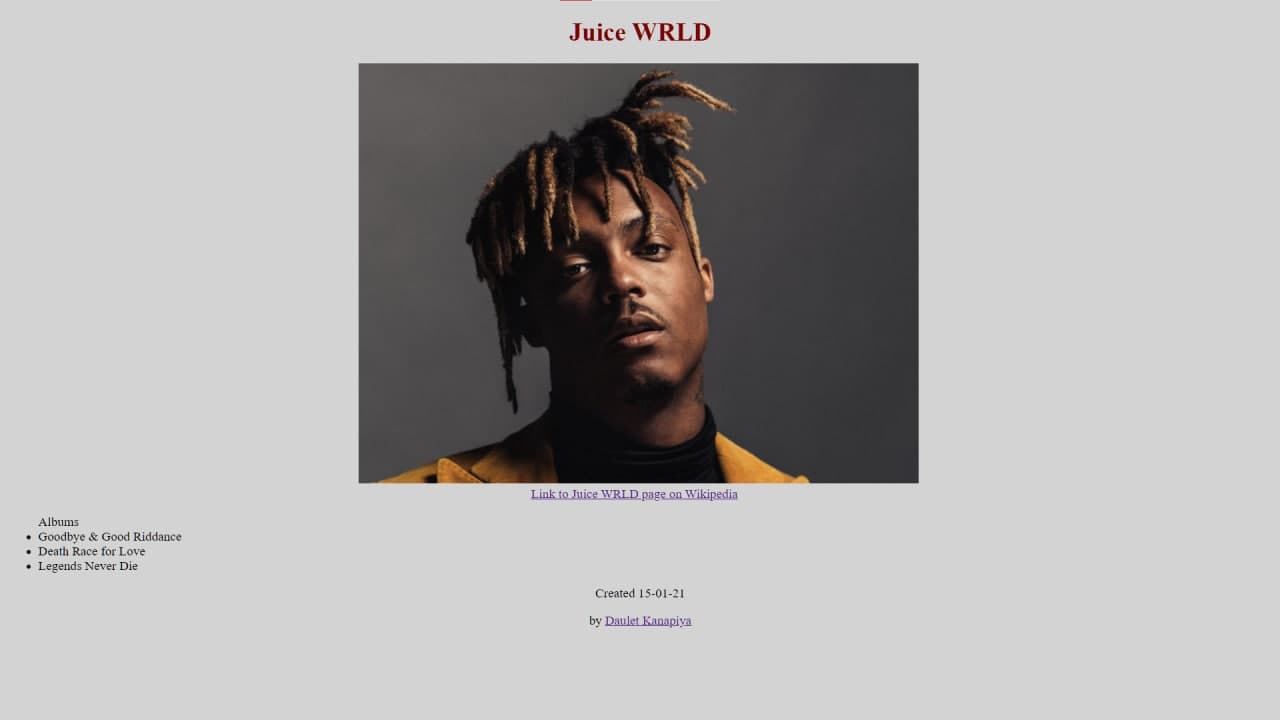 Juice WRLD
Link to Juice WRLD page on Wikipedia
Albums
Goodbye & Good Riddance
Death Race for Love
Legends Never Die
Created 15-01-21
by Daulet Kanapiya